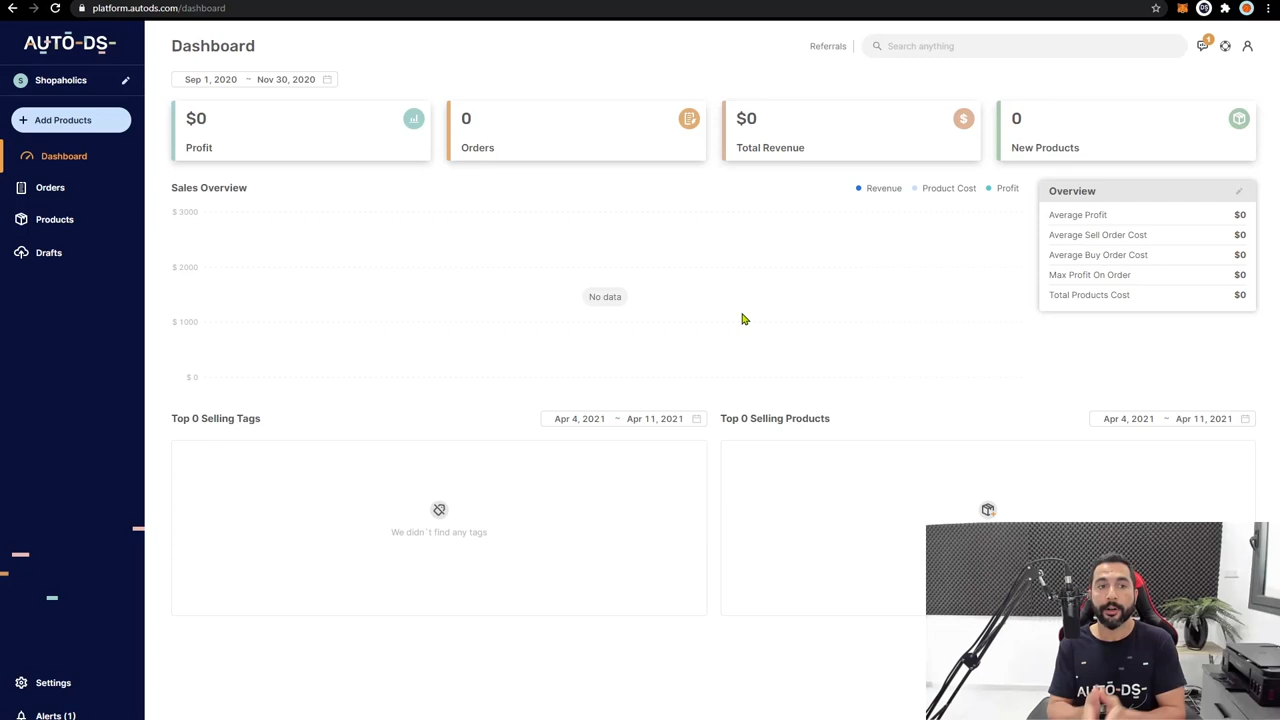 platform.autods.com/dashboard
AUTO-DS-
Shopaholics
Add Products
Dashboard
Orders
Products
Drafts
Settings
Alerts (1)
Dashboard
Referrals
Search anything
1
Sep 1, 2020 ~ Nov 30, 2020
$0
Profit
0
Orders
$0
Total Revenue
0
New Products
Sales Overview
Revenue
Product Cost
Profit
$ 3000
$ 2000
$ 1000
$ 0
No data
Overview
Average Profit $0
Average Sell Order Cost $0
Average Buy Order Cost $0
Max Profit On Order $0
Total Products Cost $0
Top 0 Selling Tags
Apr 4, 2021 ~ Apr 11, 2021
We didn`t find any tags
Top 0 Selling Products
Apr 4, 2021 ~ Apr 11, 2021
AUTO-DS-